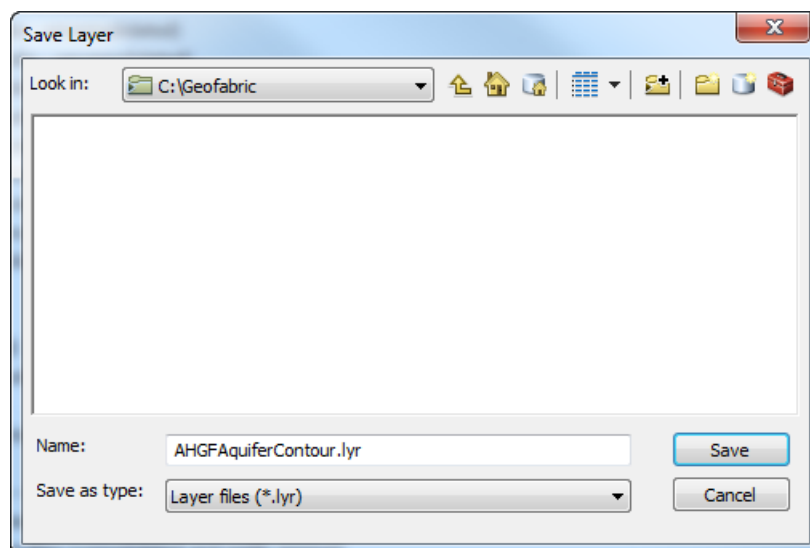 Save Layer
Look in: C:\Geofabric
Name: AHGFAquiferContour.lyr Save
Save as type: Layer files (*.lyr) Cancel